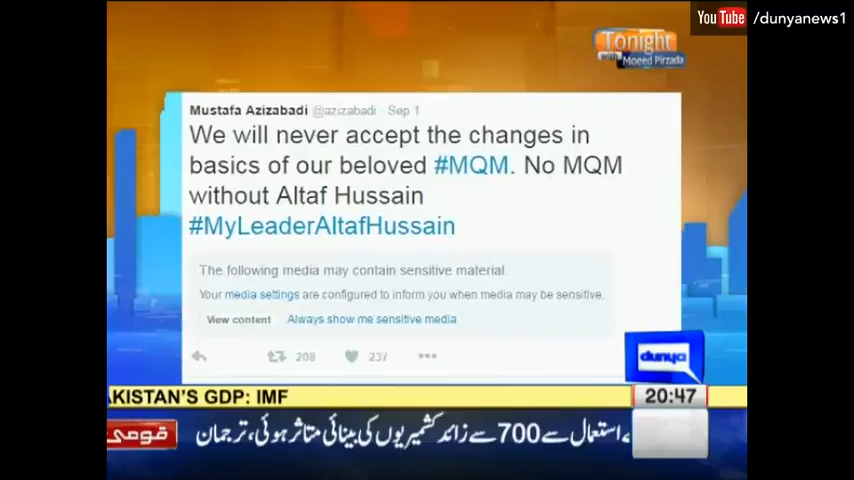 You Tube /dunyanews1
Tonight
with Moeed Pirzada
Mustafa Azizabadi @azizabadi · Sep 1
We will never accept the changes in
basics of our beloved #MQM. No MQM
without Altaf Hussain
#MyLeaderAltafHussain
The following media may contain sensitive material.
Your media settings are configured to inform you when media may be sensitive.
View content Always show me sensitive media
208 237
dunya
AKISTAN'S GDP: IMF
20:47
قومی
استعمال سے 700 سے زائد کشمیریوں کی بینائی متاثر ہوئی، ترجمان